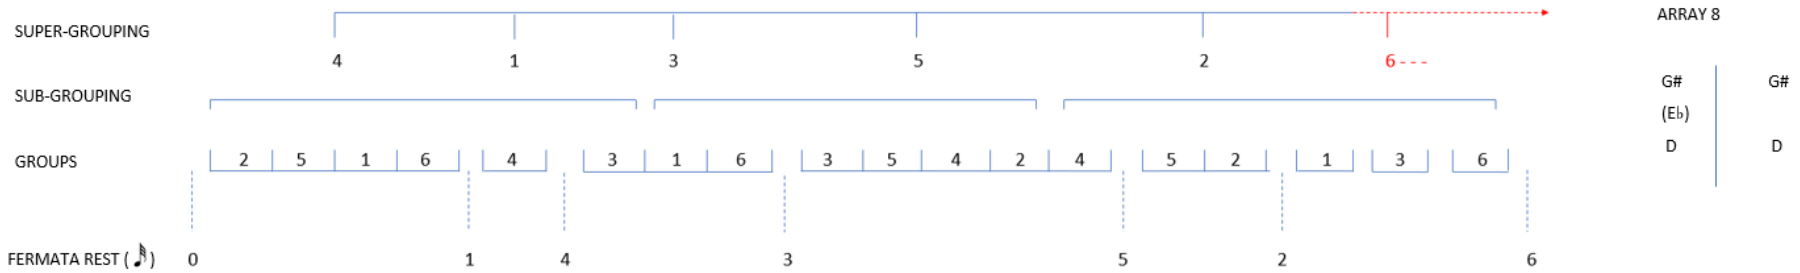 SUPER-GROUPING
4 1 3 5 2 6 - - -
SUB-GROUPING
GROUPS 2 5 1 6 4 3 1 6 3 5 4 2 4 5 2 1 3 6
FERMATA REST ( 𝅘𝅥𝅱 ) 0 1 4 3 5 2 6
ARRAY 8
G# G#
(E♭)
D D